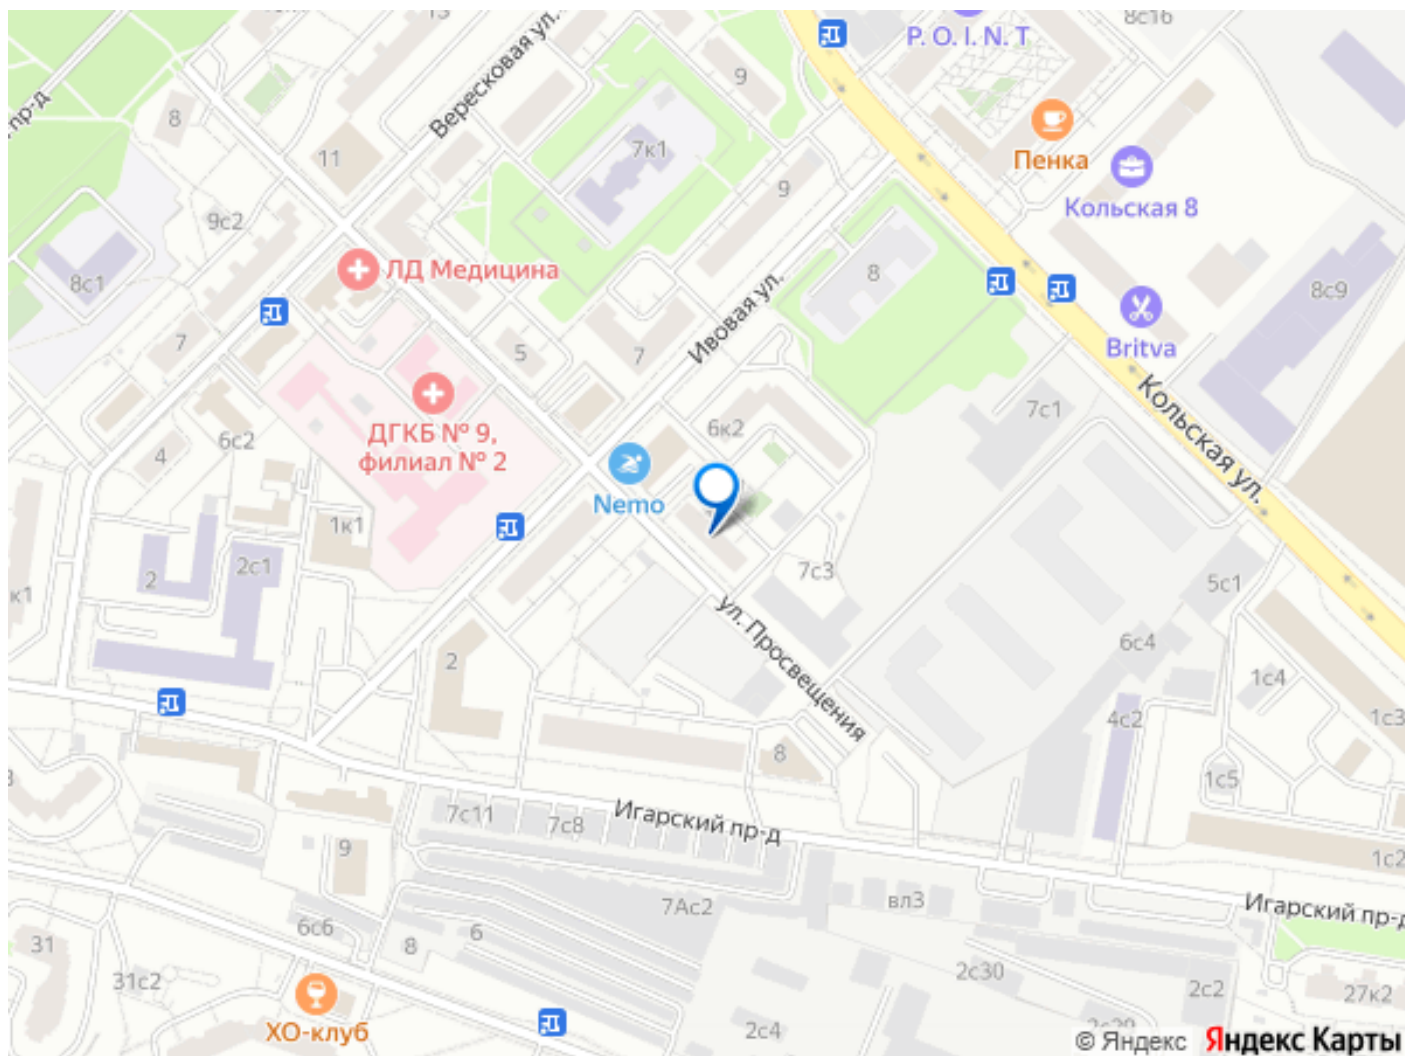 8с16
13
P. O. I. N. T
Вересковая ул.
9
пр-д
8
Пенка
7к1
11
9
Кольская 8
9с2
ЛД Медицина
8
8с1
8с9
Ивовая ул.
7
5
7
Britva
ДГКБ № 9,
филиал № 2
7с1
Кольская ул.
6к2
6с2
4
Nemo
1к1
2с1
7с3
2
5с1
к1
ул. Просвещения
6с4
2
1с4
4с2
1с3
8
1с5
7с11
7с8
Игарский пр-д
9
1с2
7Ас2
вл3
Игарский пр-д
6с6
6
31
8
31с2
2с30
2с2
27к2
ХО-клуб
2с4
2с29
© Яндекс Яндекс Карты